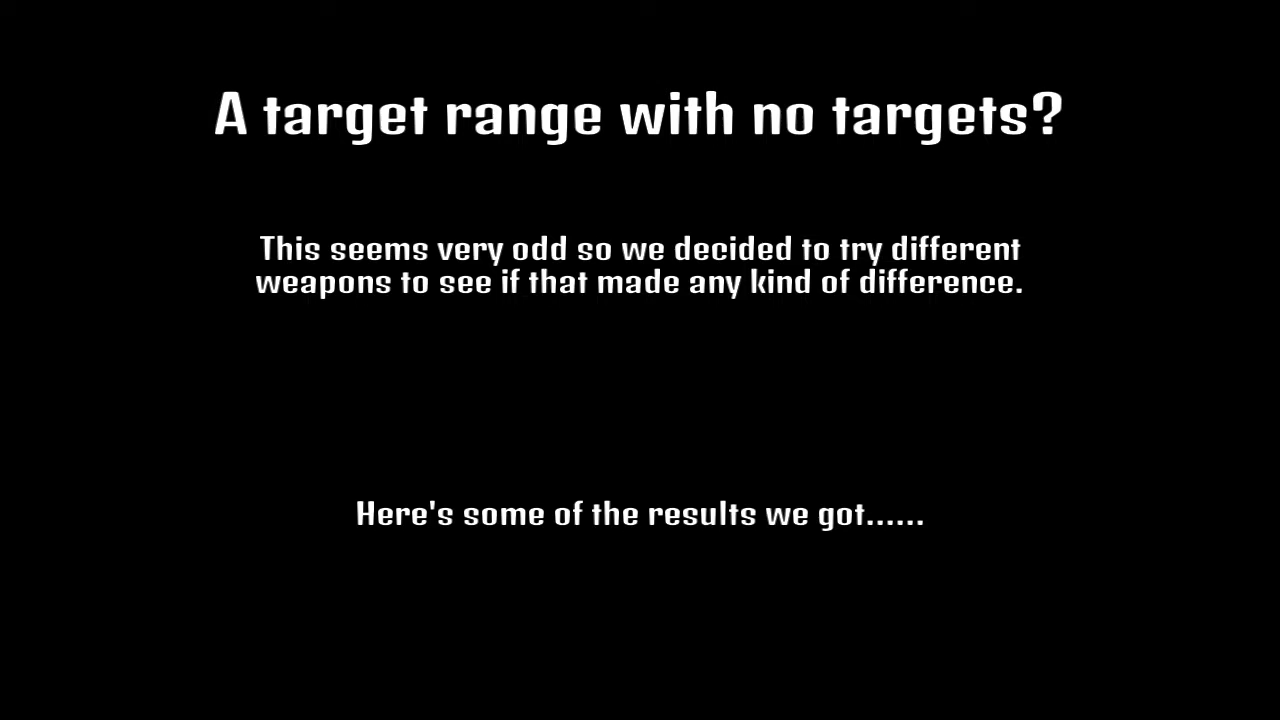 A target range with no targets?
This seems very odd so we decided to try different
weapons to see if that made any kind of difference.
Here's some of the results we got......